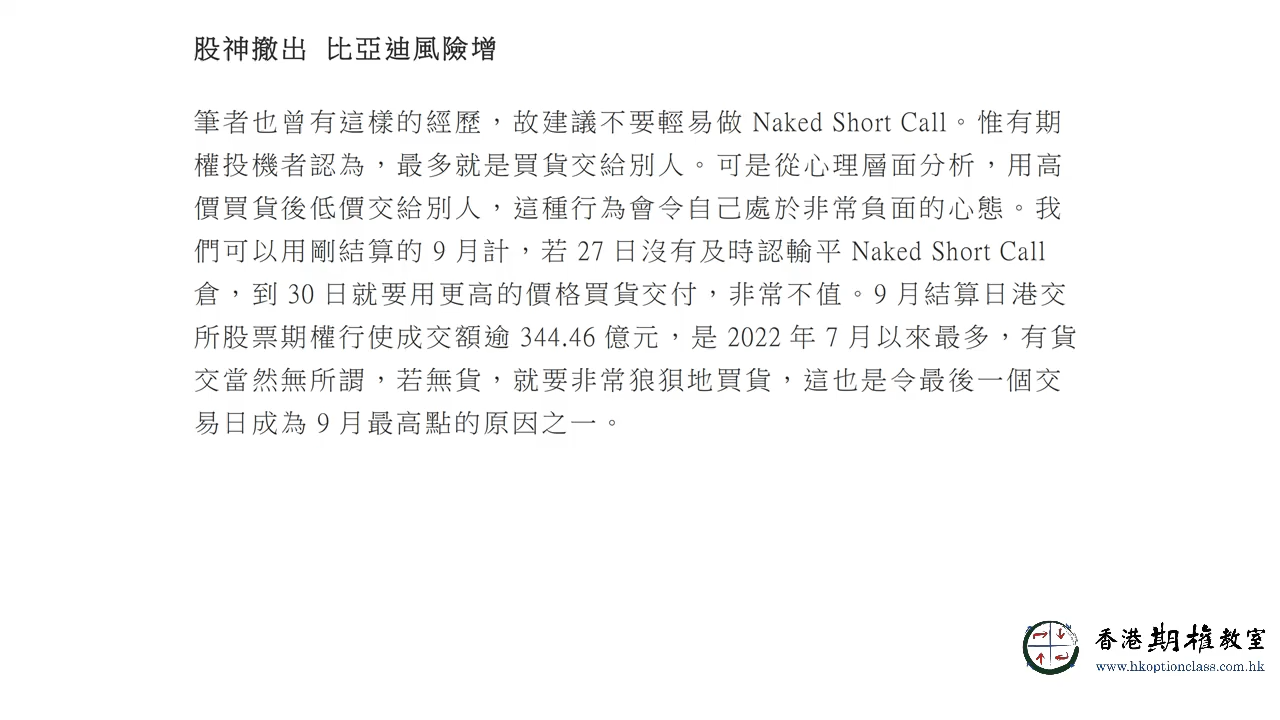 股神撤出 比亞迪風險增
筆者也曾有這樣的經歷，故建議不要輕易做 Naked Short Call。惟有期
權投機者認為，最多就是買貨交給別人。可是從心理層面分析，用高
價買貨後低價交給別人，這種行為會令自己處於非常負面的心態。我
們可以用剛結算的 9 月計，若 27 日沒有及時認輸平 Naked Short Call
倉，到 30 日就要用更高的價格買貨交付，非常不值。9 月結算日港交
所股票期權行使成交額逾 344.46 億元，是 2022 年 7 月以來最多，有貨
交當然無所謂，若無貨，就要非常狼狽地買貨，這也是令最後一個交
易日成為 9 月最高點的原因之一。
香港期權教室
www.hkoptionclass.com.hk